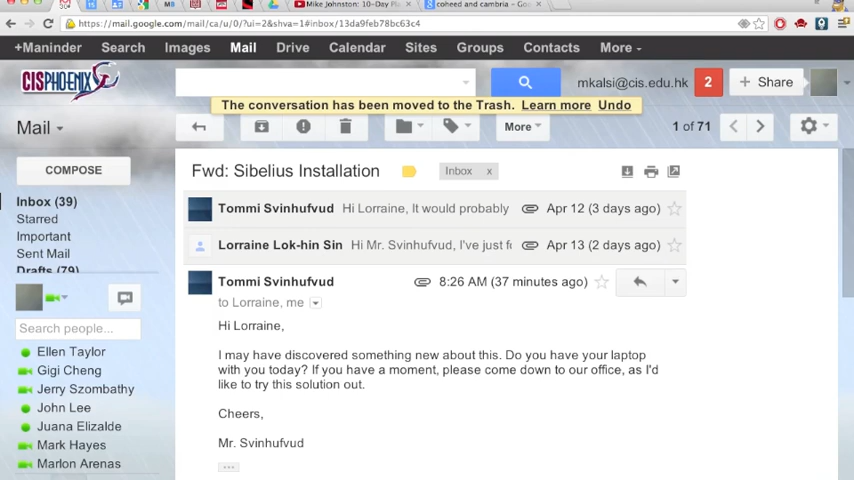 Mike Johnston: 10-Day Fl
coheed and cambria – Goo
https://mail.google.com/mail/ca/u/0/?ui=2&shva=1#inbox/13da9feb78bc63c4
+Maninder Search Images Mail Drive Calendar Sites Groups Contacts More
CISPHOENIX
mkalsi@cis.edu.hk 2 + Share
The conversation has been moved to the Trash. Learn more Undo
Mail More 1 of 71
COMPOSE
Fwd: Sibelius Installation Inbox x
Inbox (39)
Starred
Important
Sent Mail
Drafts (79)
Tommi Svinhufvud Hi Lorraine, It would probably Apr 12 (3 days ago)
Lorraine Lok-hin Sin Hi Mr. Svinhufvud, I've just f Apr 13 (2 days ago)
Tommi Svinhufvud 8:26 AM (37 minutes ago)
to Lorraine, me
Hi Lorraine,
I may have discovered something new about this. Do you have your laptop
with you today? If you have a moment, please come down to our office, as I'd
like to try this solution out.
Cheers,
Mr. Svinhufvud
Search people...
Ellen Taylor
Gigi Cheng
Jerry Szombathy
John Lee
Juana Elizalde
Mark Hayes
Marlon Arenas